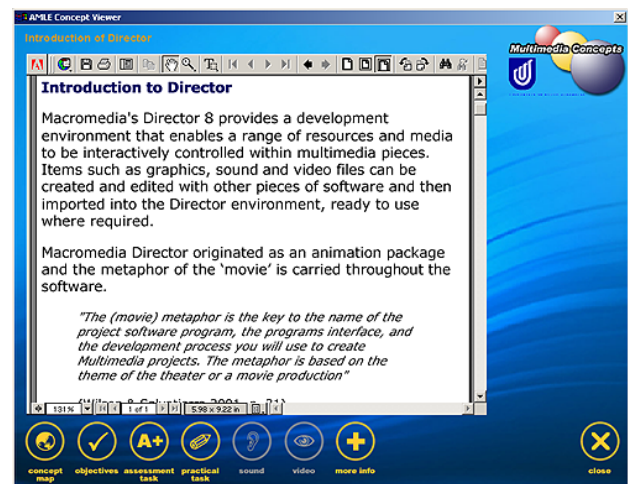 AMLE Concept Viewer
Introduction of Director
Multimedia Concepts
Introduction to Director
Macromedia's Director 8 provides a development
environment that enables a range of resources and media
to be interactively controlled within multimedia pieces.
Items such as graphics, sound and video files can be
created and edited with other pieces of software and then
imported into the Director environment, ready to use
where required.
Macromedia Director originated as an animation package
and the metaphor of the ‘movie’ is carried throughout the
software.
"The (movie) metaphor is the key to the name of the
project software program, the programs interface, and
the development process you will use to create
Multimedia projects. The metaphor is based on the
theme of the theater or a movie production”
131% 1 of 1 5.98 x 9.22 in
A+
concept map
objectives
assessment task
practical task
sound
video
more info
close